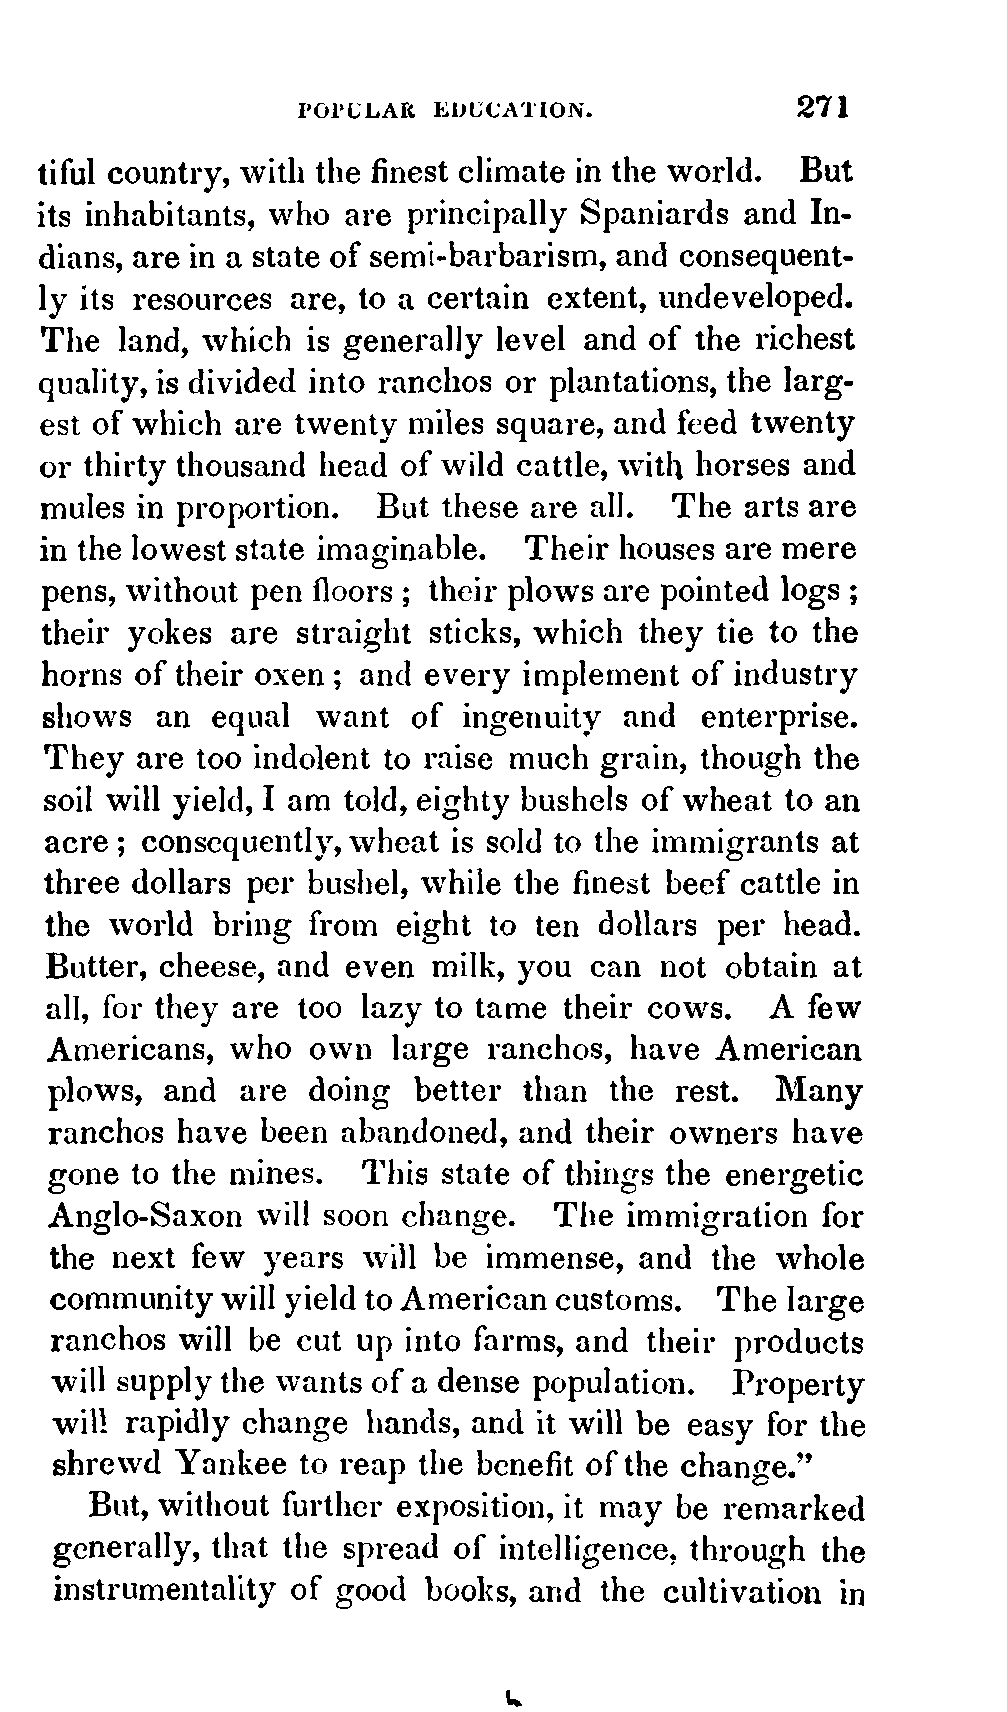 POPULAR EDUCATION. 271
tiful country, with the finest climate in the world. But
its inhabitants, who are principally Spaniards and In-
dians, are in a state of semi-barbarism, and consequent-
ly its resources are, to a certain extent, undeveloped.
The land, which is generally level and of the richest
quality, is divided into ranchos or plantations, the larg-
est of which are twenty miles square, and feed twenty
or thirty thousand head of wild cattle, with horses and
mules in proportion. But these are all. The arts are
in the lowest state imaginable. Their houses are mere
pens, without pen floors ; their plows are pointed logs ;
their yokes are straight sticks, which they tie to the
horns of their oxen ; and every implement of industry
shows an equal want of ingenuity and enterprise.
They are too indolent to raise much grain, though the
soil will yield, I am told, eighty bushels of wheat to an
acre ; consequently, wheat is sold to the immigrants at
three dollars per bushel, while the finest beef cattle in
the world bring from eight to ten dollars per head.
Butter, cheese, and even milk, you can not obtain at
all, for they are too lazy to tame their cows. A few
Americans, who own large ranchos, have American
plows, and are doing better than the rest. Many
ranchos have been abandoned, and their owners have
gone to the mines. This state of things the energetic
Anglo-Saxon will soon change. The immigration for
the next few years will be immense, and the whole
community will yield to American customs. The large
ranchos will be cut up into farms, and their products
will supply the wants of a dense population. Property
will rapidly change hands, and it will be easy for the
shrewd Yankee to reap the benefit of the change.”
But, without further exposition, it may be remarked
generally, that the spread of intelligence, through the
instrumentality of good books, and the cultivation in